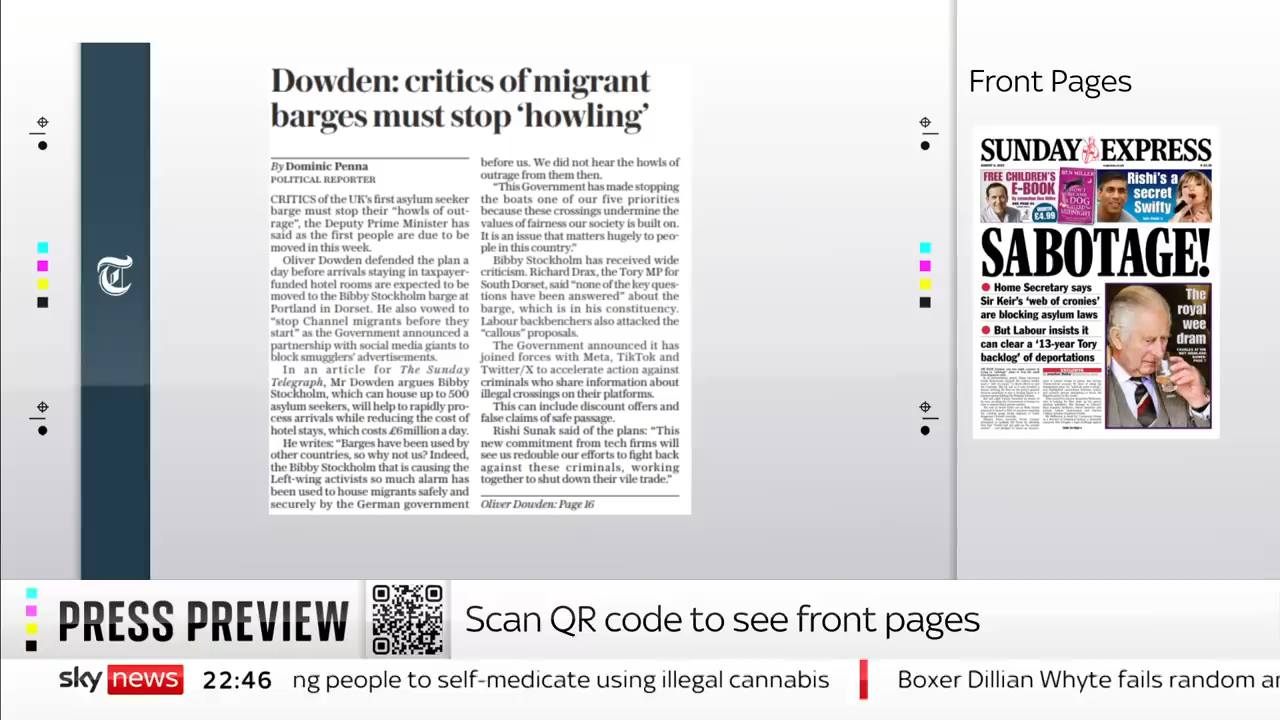 Dowden: critics of migrant
barges must stop ‘howling’
By Dominic Penna
POLITICAL REPORTER
CRITICS of the UK's first asylum seeker
barge must stop their “howls of out-
rage”, the Deputy Prime Minister has
said as the first people are due to be
moved in this week.
Oliver Dowden defended the plan a
day before arrivals staying in taxpayer-
funded hotel rooms are expected to be
moved to the Bibby Stockholm barge at
Portland in Dorset. He also vowed to
“stop Channel migrants before they
start” as the Government announced a
partnership with social media giants to
block smugglers’ advertisements.
In an article for The Sunday
Telegraph, Mr Dowden argues Bibby
Stockholm, which can house up to 500
asylum seekers, will help to rapidly pro-
cess arrivals while reducing the cost of
hotel stays, which costs £6million a day.
He writes: “Barges have been used by
other countries, so why not us? Indeed,
the Bibby Stockholm that is causing the
Left-wing activists so much alarm has
been used to house migrants safely and
securely by the German government
before us. We did not hear the howls of
outrage from them then.
“This Government has made stopping
the boats one of our five priorities
because these crossings undermine the
values of fairness our society is built on.
It is an issue that matters hugely to peo-
ple in this country.”
Bibby Stockholm has received wide
criticism. Richard Drax, the Tory MP for
South Dorset, said “none of the key ques-
tions have been answered” about the
barge, which is in his constituency.
Labour backbenchers also attacked the
“callous” proposals.
The Government announced it has
joined forces with Meta, TikTok and
Twitter/X to accelerate action against
criminals who share information about
illegal crossings on their platforms.
This can include discount offers and
false claims of safe passage.
Rishi Sunak said of the plans: “This
new commitment from tech firms will
see us redouble our efforts to fight back
against these criminals, working
together to shut down their vile trade.”
Oliver Dowden: Page 16
Front Pages
SUNDAY EXPRESS
FREE CHILDREN'S
E-BOOK
£4.99
BEN MILLER
Rishi's a
secret
Swifty
SABOTAGE!
Home Secretary says
Sir Keir's ‘web of cronies’
are blocking asylum laws
But Labour insists it
can clear a ‘13-year Tory
backlog’ of deportations
The
royal
wee
dram
PRESS PREVIEW
Scan QR code to see front pages
sky news 22:46 ng people to self-medicate using illegal cannabis Boxer Dillian Whyte fails random an